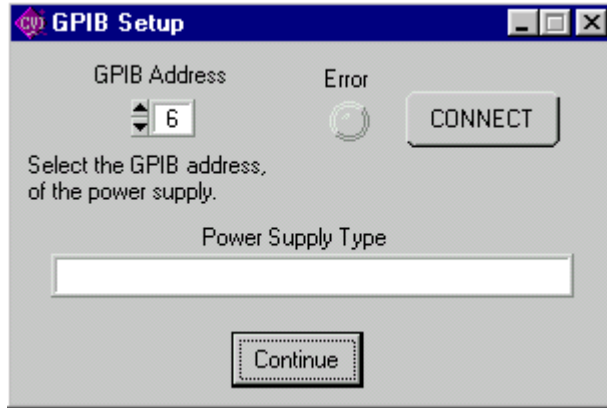 CVI GPIB Setup
GPIB Address
Error
6
CONNECT
Select the GPIB address,
of the power supply.
Power Supply Type
Continue